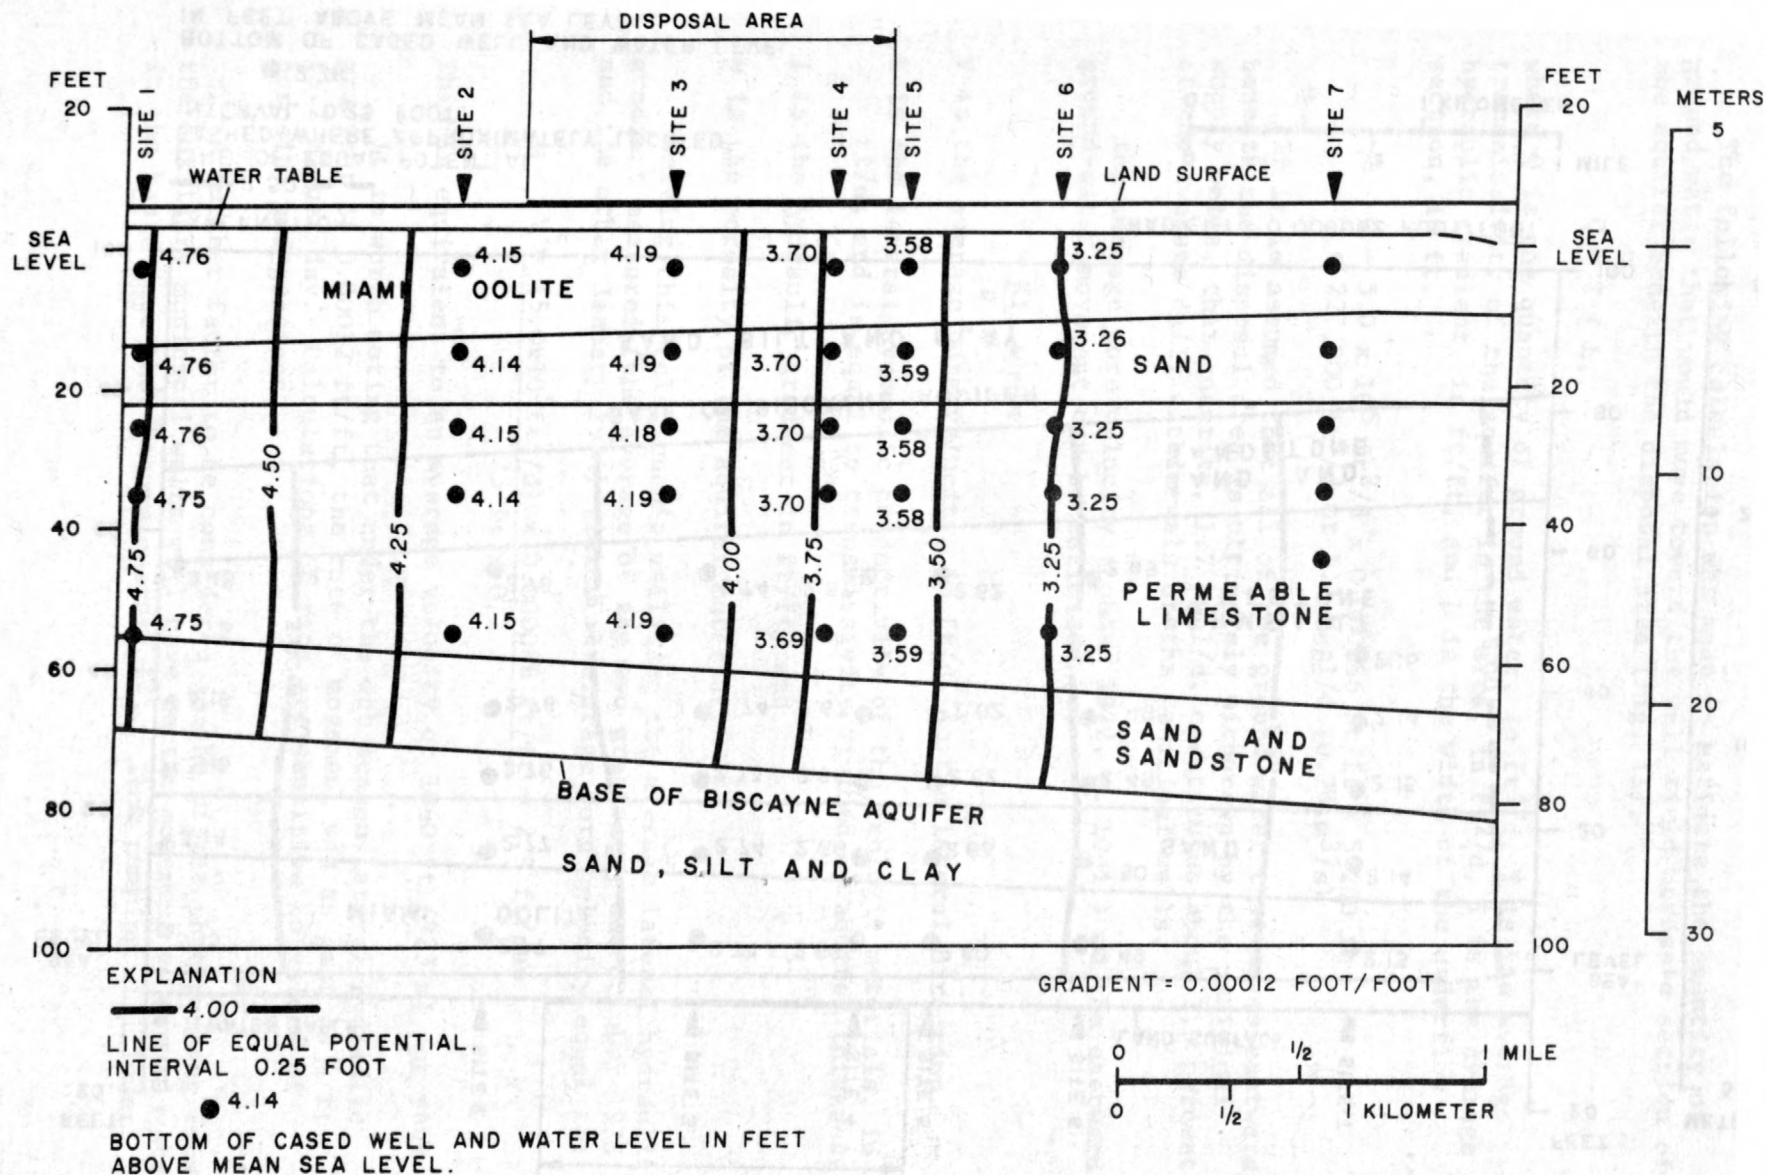 DISPOSAL AREA
FEET
20
SITE 1
SITE 2
SITE 3
SITE 4
SITE 5
SITE 6
SITE 7
FEET
20
METERS
5
WATER TABLE
LAND SURFACE
SEA
LEVEL
SEA
LEVEL
4.76
4.15
4.19
3.70
3.58
3.25
MIAMI OOLITE
4.76
4.14
4.19
3.70
3.59
3.26
SAND
20
20
4.76
4.15
4.18
3.70
3.58
3.25
10
4.50
4.75
4.14
4.19
3.70
3.58
3.25
40
40
4.75
4.25
4.00
3.75
3.50
3.25
PERMEABLE
LIMESTONE
4.75
4.15
4.19
3.69
3.59
3.25
60
60
20
SAND AND
SANDSTONE
BASE OF BISCAYNE AQUIFER
80
80
SAND, SILT, AND CLAY
100
100
30
EXPLANATION
4.00
LINE OF EQUAL POTENTIAL.
INTERVAL 0.25 FOOT
4.14
BOTTOM OF CASED WELL AND WATER LEVEL IN FEET
ABOVE MEAN SEA LEVEL.
GRADIENT = 0.00012 FOOT/FOOT
0 1/2 1 MILE
0 1/2 1 KILOMETER